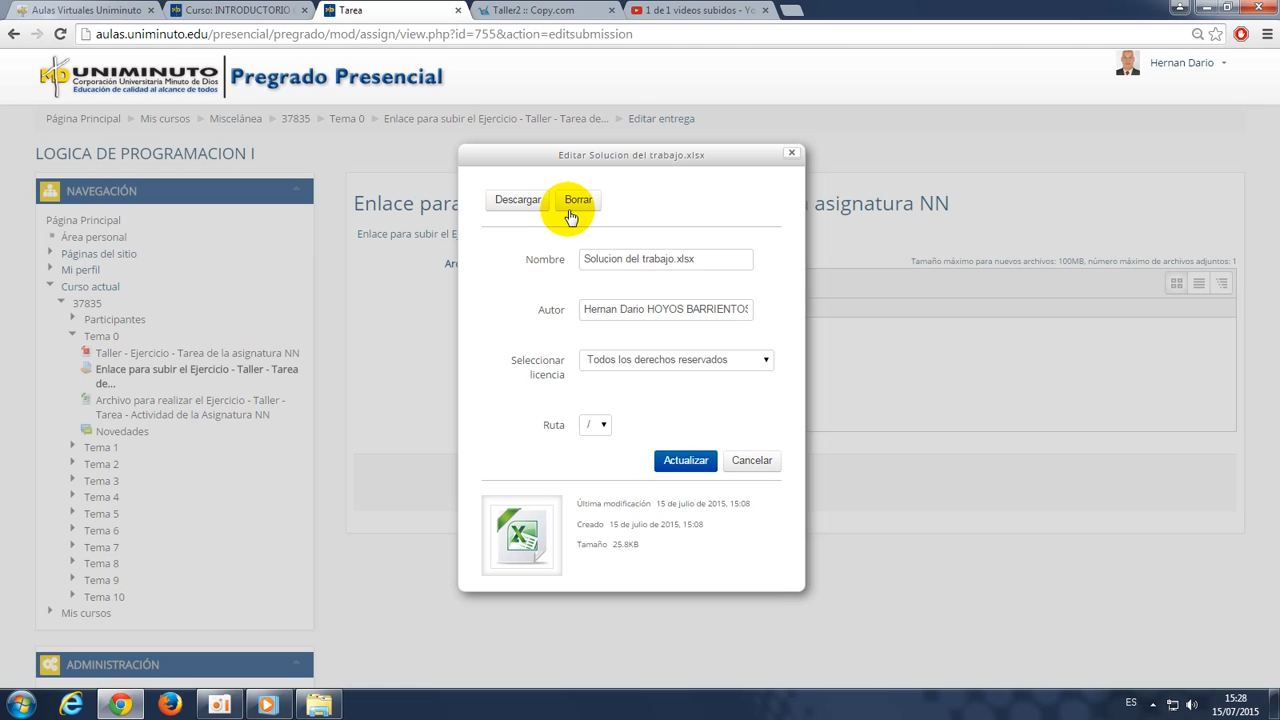 Aulas Virtuales Uniminuto
Curso: INTRODUCTORIO
Tarea
Taller2 :: Copy.com
1 de 1 videos subidos - Yo
aulas.uniminuto.edu/presencial/pregrado/mod/assign/view.php?id=755&action=editsubmission
UNIMINUTO
Corporación Universitaria Minuto de Dios
Educación de calidad al alcance de todos
Pregrado Presencial
Hernan Dario
Página Principal
Mis cursos
Miscelánea
37835
Tema 0
Enlace para subir el Ejercicio - Taller - Tarea de...
Editar entrega
LOGICA DE PROGRAMACION I
NAVEGACIÓN
Página Principal
Área personal
Páginas del sitio
Mi perfil
Curso actual
37835
Participantes
Tema 0
Taller - Ejercicio - Tarea de la asignatura NN
Enlace para subir el Ejercicio - Taller - Tarea
de...
Archivo para realizar el Ejercicio - Taller -
Tarea - Actividad de la Asignatura NN
Novedades
Tema 1
Tema 2
Tema 3
Tema 4
Tema 5
Tema 6
Tema 7
Tema 8
Tema 9
Tema 10
Mis cursos
ADMINISTRACIÓN
Enlace para
a asignatura NN
Enlace para subir el E
Tamaño máximo para nuevos archivos: 100MB, número máximo de archivos adjuntos: 1
Editar Solucion del trabajo.xlsx
Descargar
Borrar
Nombre
Solucion del trabajo.xlsx
Autor
Hernan Dario HOYOS BARRIENTOS
Seleccionar
licencia
Todos los derechos reservados
Ruta
/
Actualizar
Cancelar
Última modificación 15 de julio de 2015, 15:08
Creado 15 de julio de 2015, 15:08
Tamaño 25.8KB
ES
15:28
15/07/2015